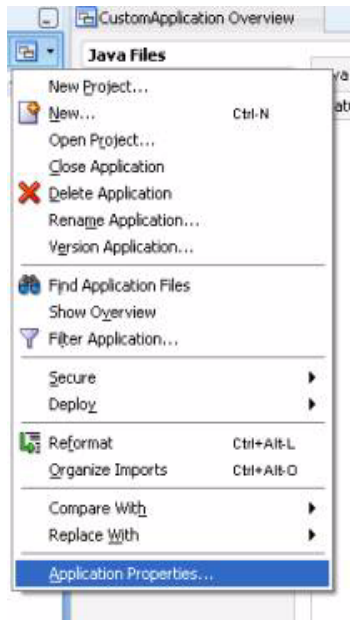 CustomApplication Overview
Java Files
New Project...
New... Ctrl-N
Open Project...
Close Application
Delete Application
Rename Application...
Version Application...
Find Application Files
Show Overview
Filter Application...
Secure
Deploy
Reformat Ctrl+Alt-L
Organize Imports Ctrl+Alt-O
Compare With
Replace With
Application Properties...